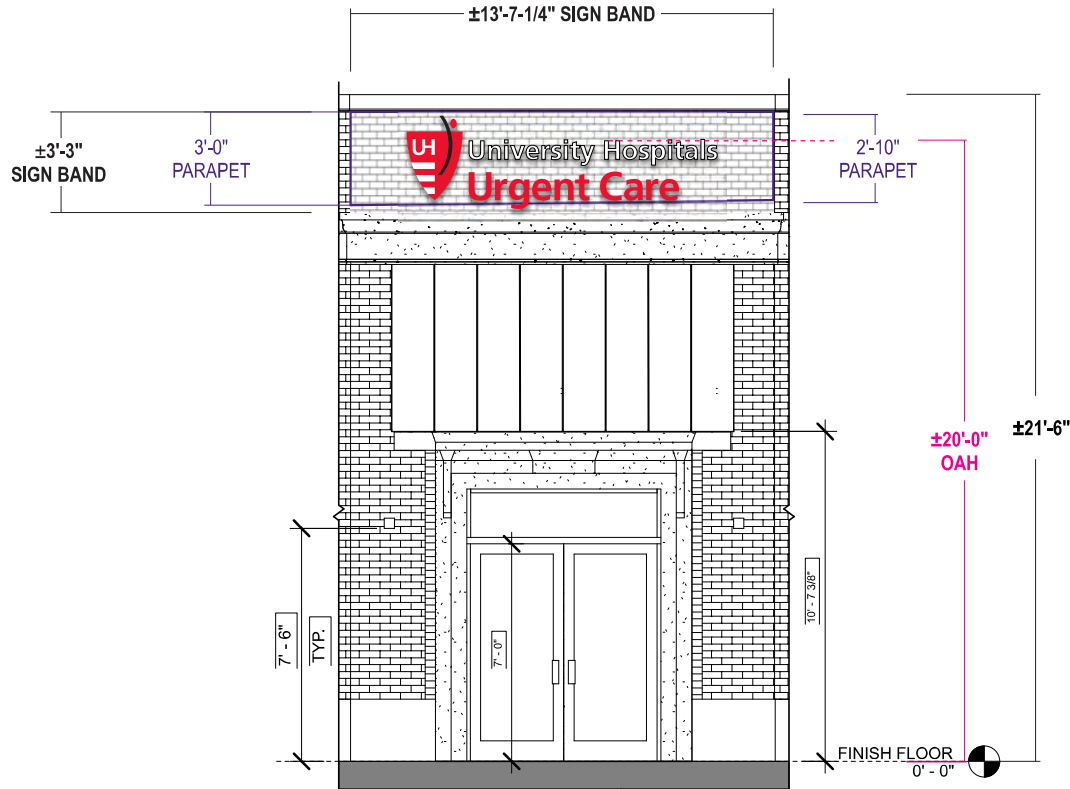 ±13'-7-1/4" SIGN BAND
±3'-3"
SIGN BAND
3'-0"
PARAPET
UH
University Hospitals
Urgent Care
2'-10"
PARAPET
±20'-0"
OAH
±21'-6"
7' - 6"
TYP.
7' - 0"
10' - 7 3/8"
FINISH FLOOR
0' - 0"